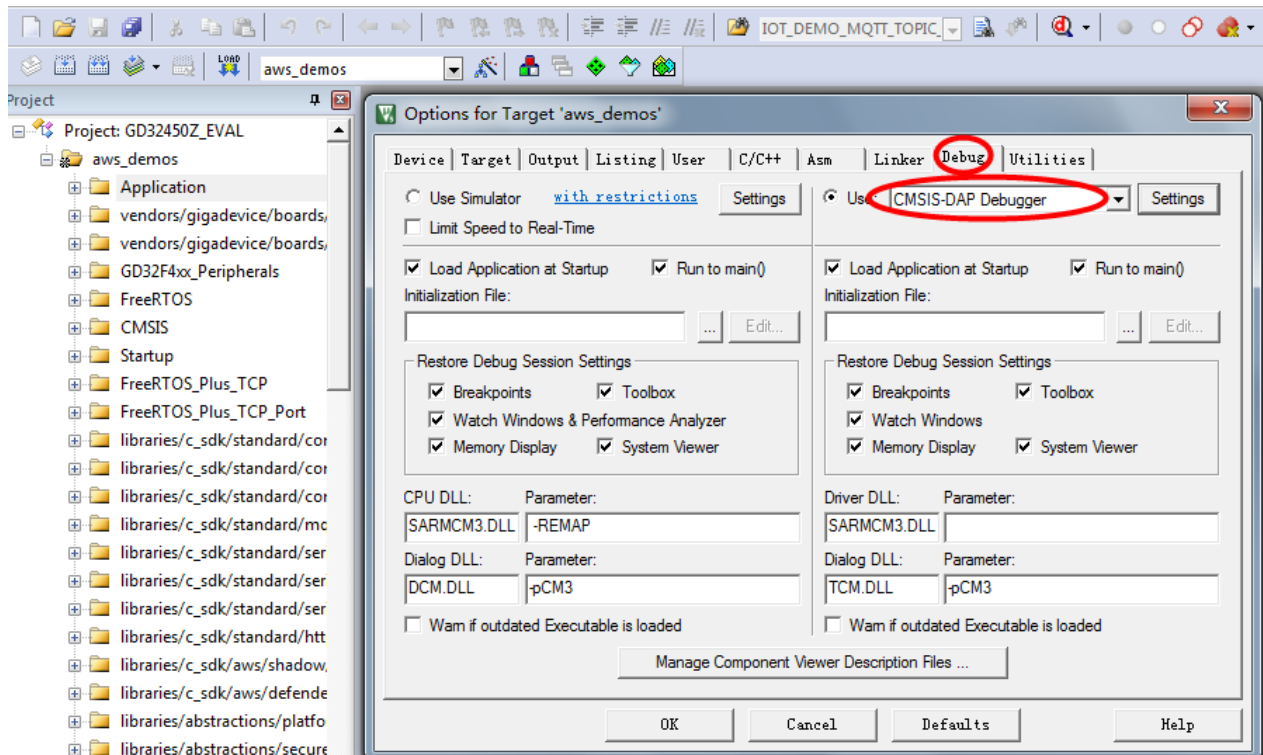 IOT_DEMO_MQTT_TOPIC_
LOAD
aws_demos
Project
Project: GD32450Z_EVAL
aws_demos
Application
vendors/gigadevice/boards/
vendors/gigadevice/boards/
GD32F4xx_Peripherals
FreeRTOS
CMSIS
Startup
FreeRTOS_Plus_TCP
FreeRTOS_Plus_TCP_Port
libraries/c_sdk/standard/cor
libraries/c_sdk/standard/cor
libraries/c_sdk/standard/cor
libraries/c_sdk/standard/mc
libraries/c_sdk/standard/ser
libraries/c_sdk/standard/ser
libraries/c_sdk/standard/ser
libraries/c_sdk/standard/htt
libraries/c_sdk/aws/shadow,
libraries/c_sdk/aws/defende
libraries/abstractions/platfo
libraries/abstractions/secure
Options for Target 'aws_demos'
Device Target Output Listing User C/C++ Asm Linker Debug Utilities
Use Simulator with restrictions Settings
Limit Speed to Real-Time
Load Application at Startup Run to main()
Initialization File:
... Edit...
Restore Debug Session Settings
Breakpoints Toolbox
Watch Windows & Performance Analyzer
Memory Display System Viewer
CPU DLL: Parameter:
SARMCM3.DLL -REMAP
Dialog DLL: Parameter:
DCM.DLL -pCM3
Warn if outdated Executable is loaded
Use: CMSIS-DAP Debugger Settings
Load Application at Startup Run to main()
Initialization File:
... Edit...
Restore Debug Session Settings
Breakpoints Toolbox
Watch Windows
Memory Display System Viewer
Driver DLL: Parameter:
SARMCM3.DLL
Dialog DLL: Parameter:
TCM.DLL -pCM3
Warn if outdated Executable is loaded
Manage Component Viewer Description Files ...
OK Cancel Defaults Help